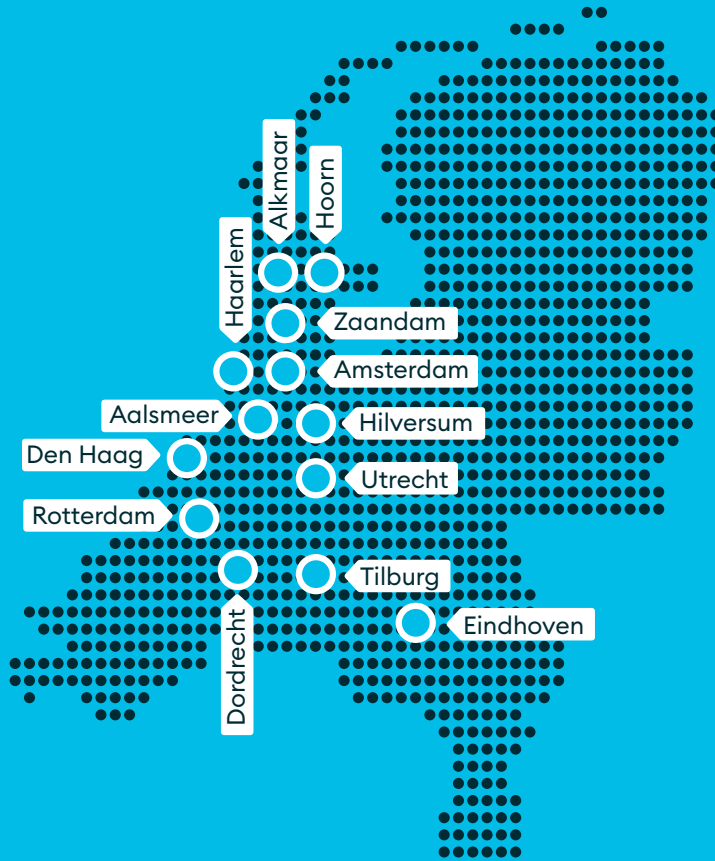 Alkmaar
Hoorn
Haarlem
Zaandam
Amsterdam
Aalsmeer
Hilversum
Den Haag
Utrecht
Rotterdam
Tilburg
Eindhoven
Dordrecht